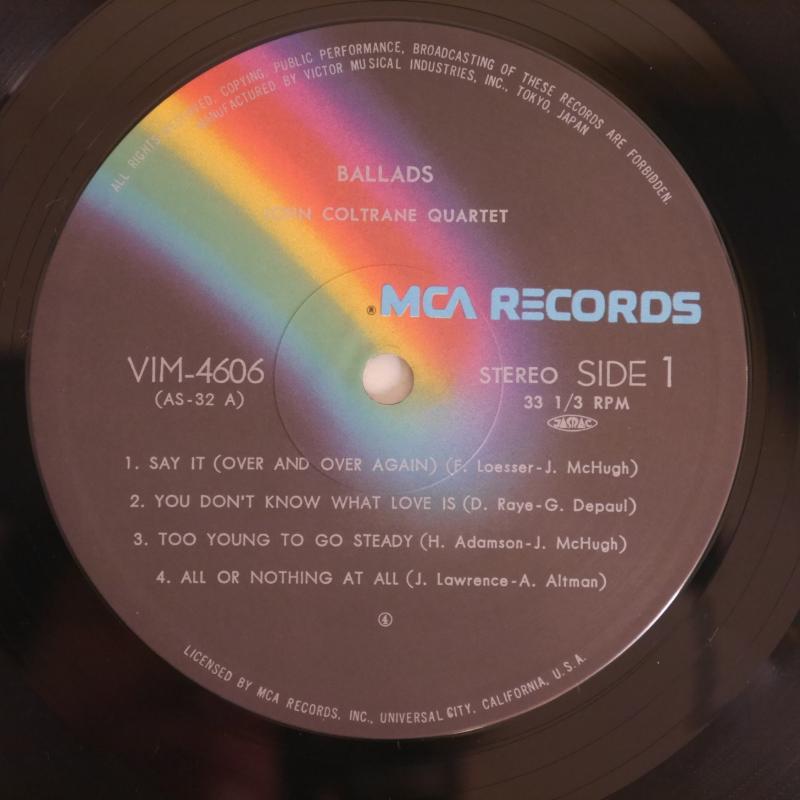 ALL RIGHTS RESERVED. COPYING, PUBLIC PERFORMANCE, BROADCASTING OF THESE RECORDS ARE FORBIDDEN.
MANUFACTURED BY VICTOR MUSICAL INDUSTRIES, INC., TOKYO, JAPAN
BALLADS
JOHN COLTRANE QUARTET
® MCA RECORDS
VIM-4606
(AS-32 A)
STEREO SIDE 1
33 1/3 RPM
JASRAC
1. SAY IT (OVER AND OVER AGAIN) (F. Loesser-J. McHugh)
2. YOU DON'T KNOW WHAT LOVE IS (D. Raye-G. Depaul)
3. TOO YOUNG TO GO STEADY (H. Adamson-J. McHugh)
4. ALL OR NOTHING AT ALL (J. Lawrence-A. Altman)
④
LICENSED BY MCA RECORDS, INC., UNIVERSAL CITY, CALIFORNIA, U.S.A.